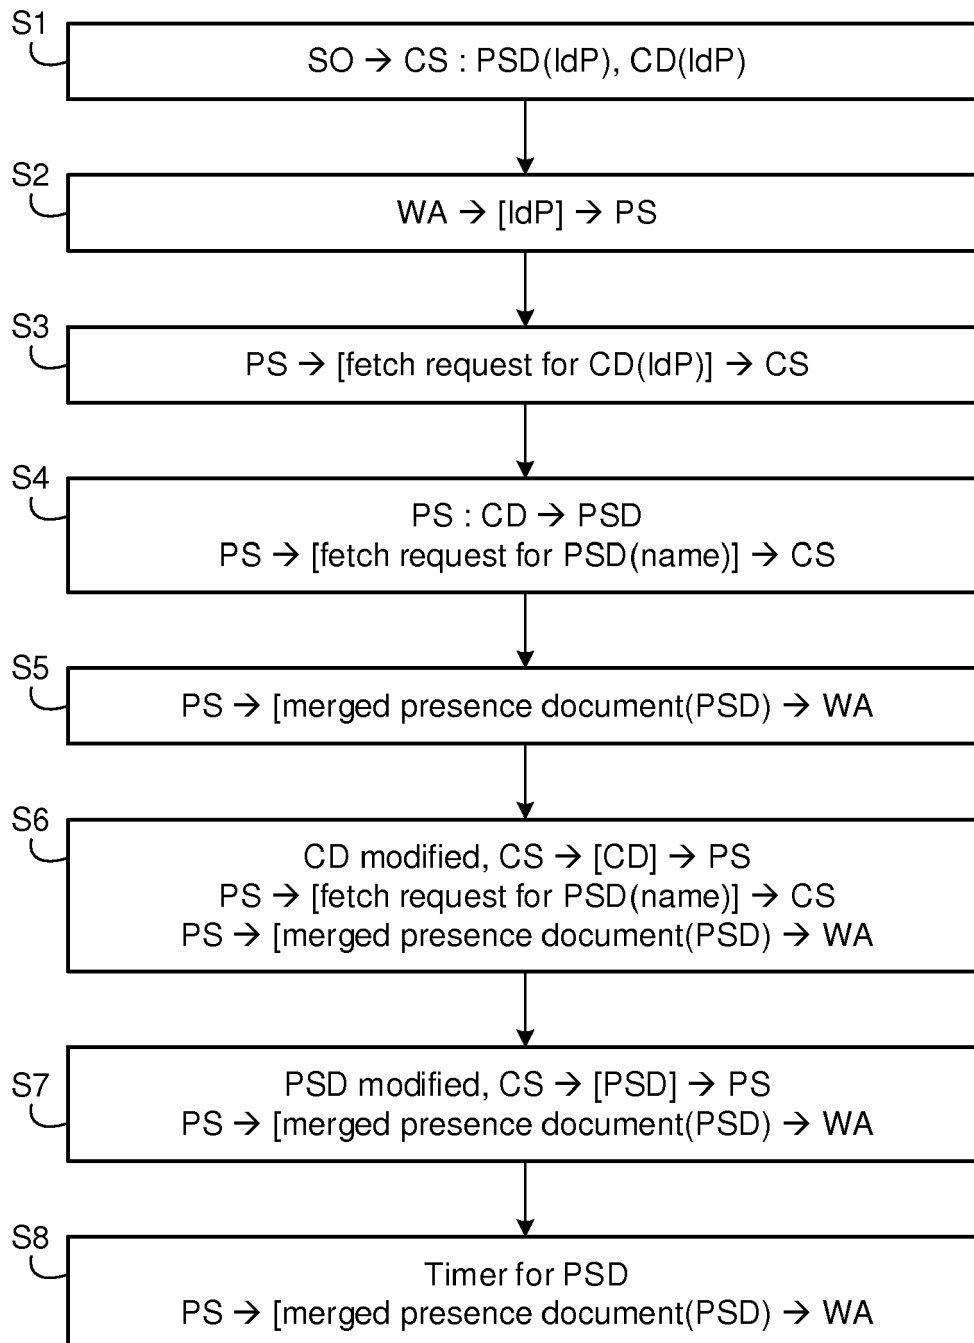 S1
SO → CS : PSD(IdP), CD(IdP)
S2
WA → [IdP] → PS
S3
PS → [fetch request for CD(IdP)] → CS
S4
PS : CD → PSD
PS → [fetch request for PSD(name)] → CS
S5
PS → [merged presence document(PSD) → WA
S6
CD modified, CS → [CD] → PS
PS → [fetch request for PSD(name)] → CS
PS → [merged presence document(PSD) → WA
S7
PSD modified, CS → [PSD] → PS
PS → [merged presence document(PSD) → WA
S8
Timer for PSD
PS → [merged presence document(PSD) → WA